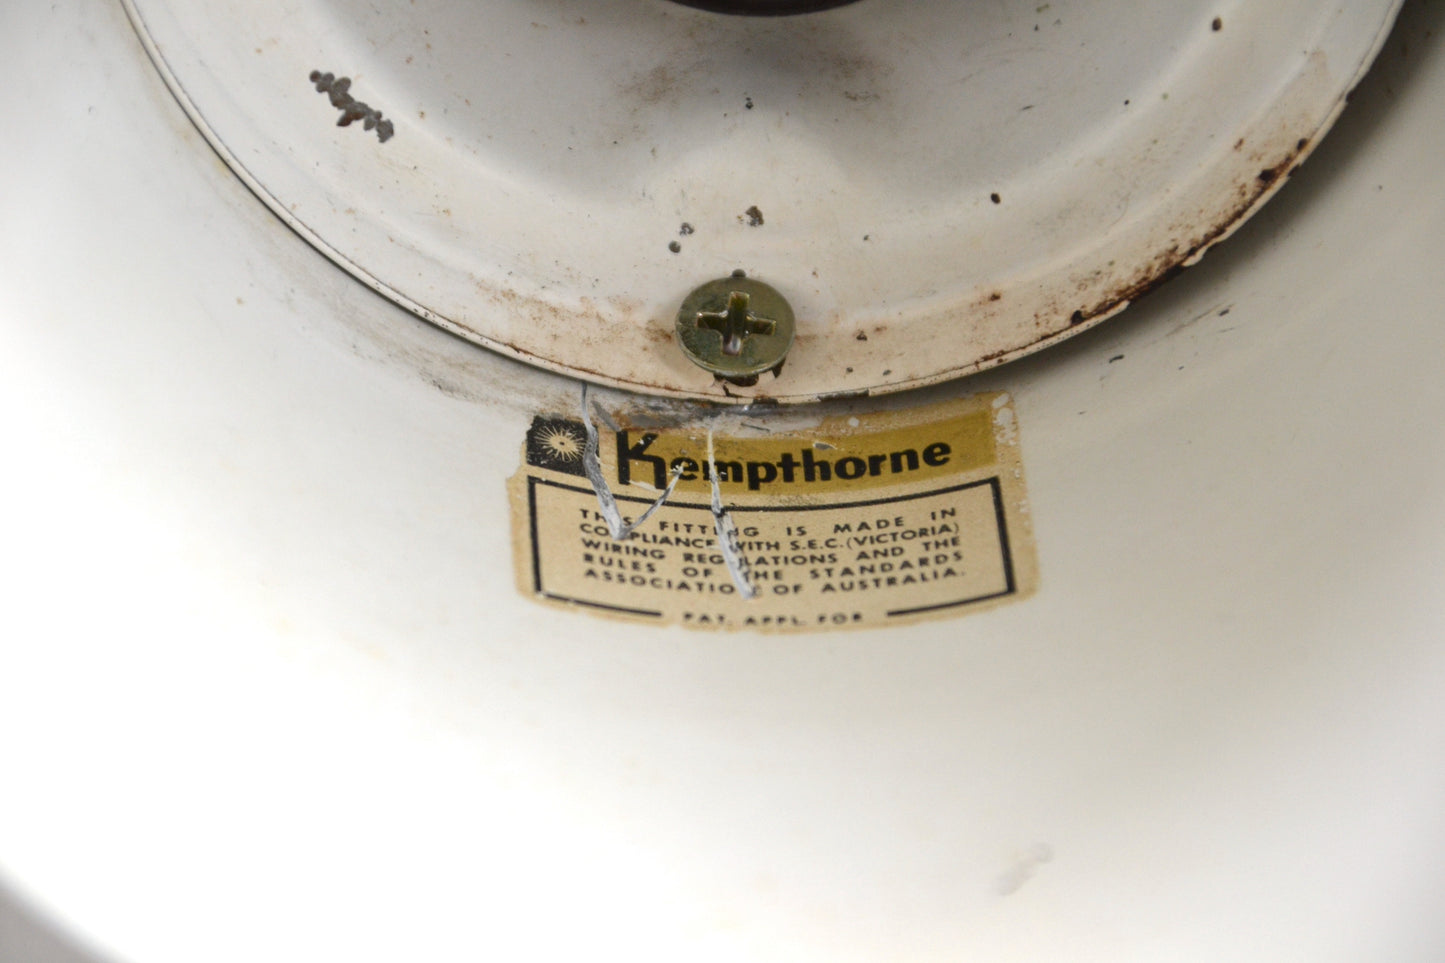 Kempthorne
THIS FITTING IS MADE IN
COMPLIANCE WITH S.E.C. (VICTORIA)
WIRING REGULATIONS AND THE
RULES OF THE STANDARDS
ASSOCIATION OF AUSTRALIA.
PAT. APPL. FOR